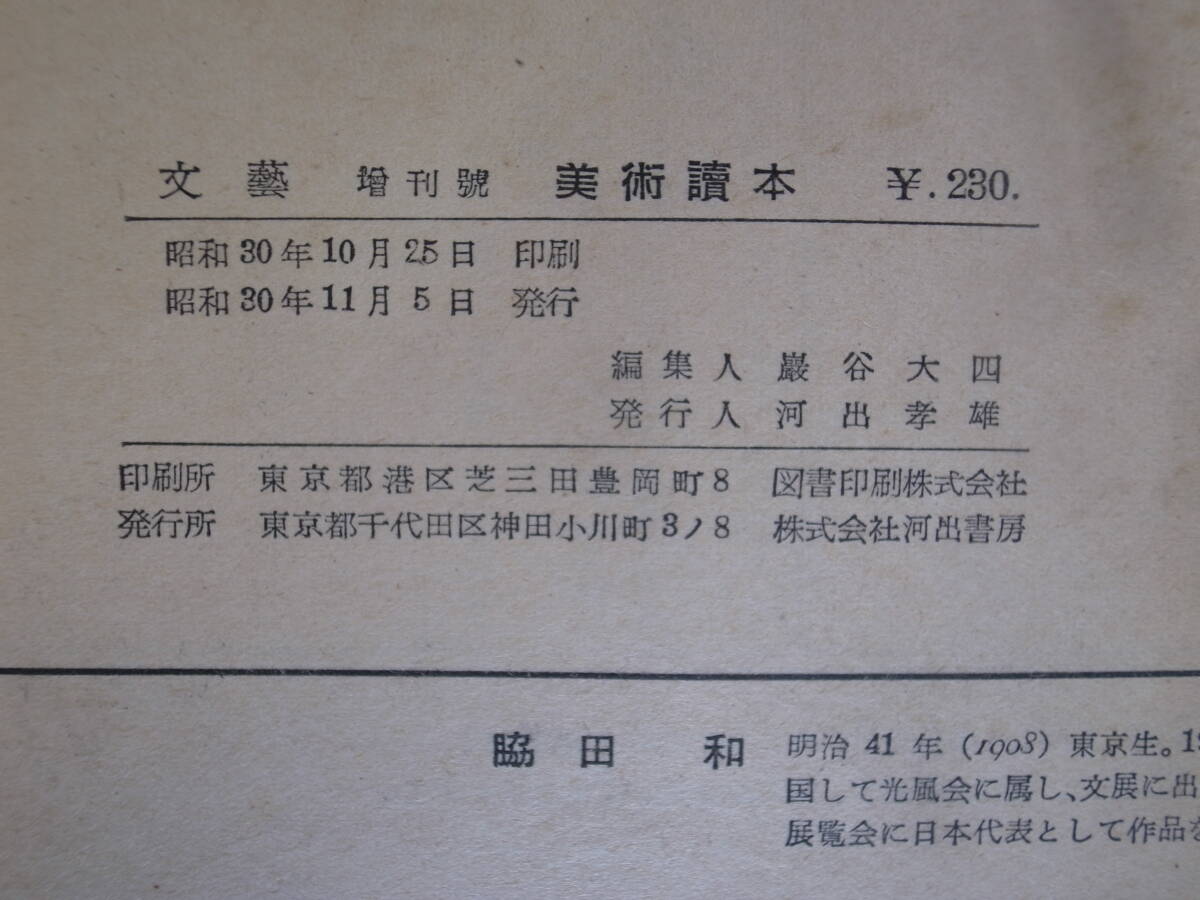 文藝 增刊號 美術讀本 ¥.230.
昭和30年10月25日 印刷
昭和30年11月5日 発行
編集人 巖谷大四
発行人 河出孝雄
印刷所 東京都港区芝三田豊岡町8 図書印刷株式会社
発行所 東京都千代田区神田小川町3ノ8 株式会社河出書房
脇田和 明治41年(1908)東京生。19
国して光風会に属し、文展に出
展覧会に日本代表として作品を